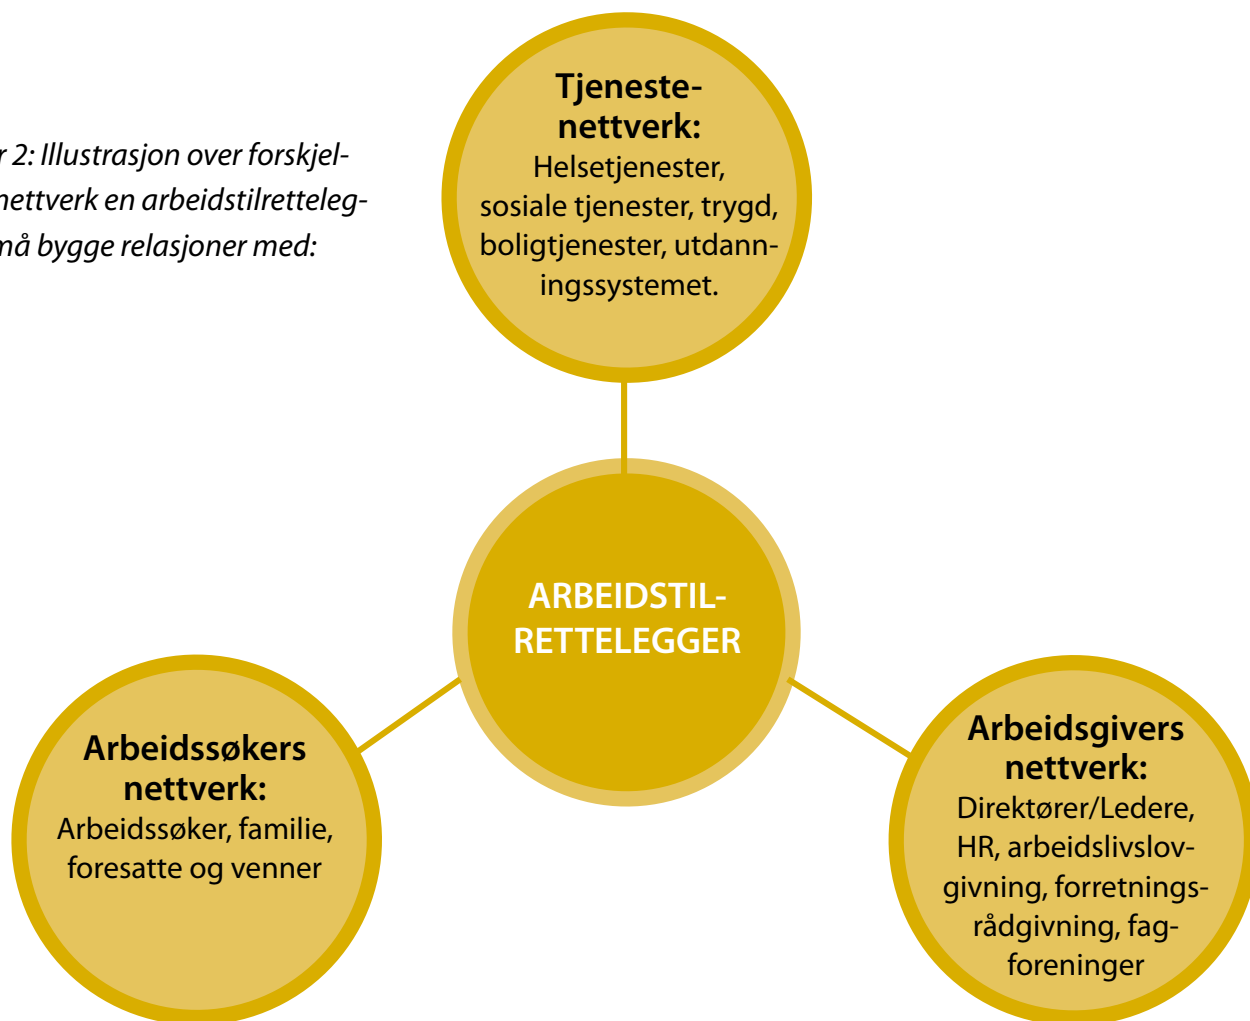 r 2: Illustrasjon over forskjel-
nettverk en arbeidstilretteleg-
må bygge relasjoner med:
Tjeneste-
nettverk:
Helsetjenester,
sosiale tjenester, trygd,
boligtjenester, utdann-
ingssystemet.
ARBEIDSTIL-
RETTELEGGER
Arbeidssøkers
nettverk:
Arbeidssøker, familie,
foresatte og venner
Arbeidsgivers
nettverk:
Direktører/Ledere,
HR, arbeidslivslov-
givning, forretnings-
rådgivning, fag-
foreninger